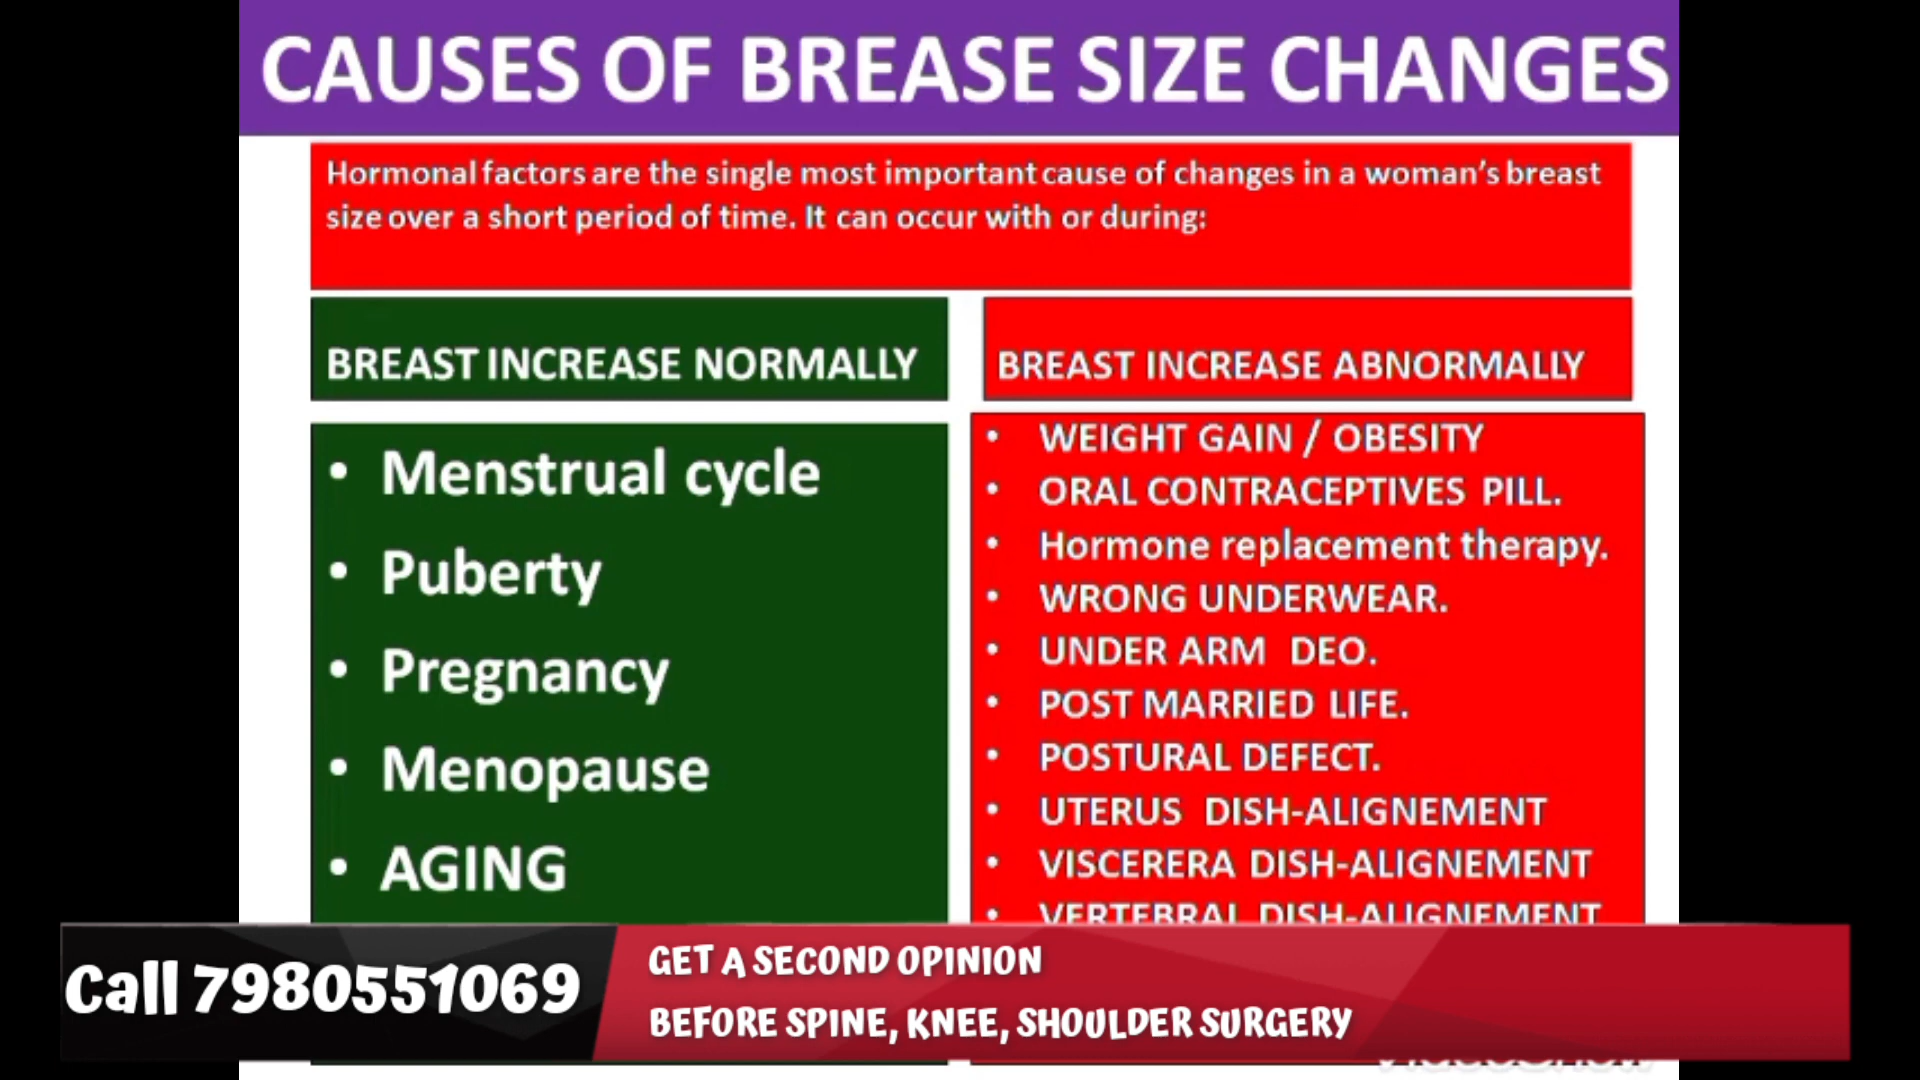 CAUSES OF BREASE SIZE CHANGES
Hormonal factors are the single most important cause of changes in a woman's breast
size over a short period of time. It can occur with or during:
BREAST INCREASE NORMALLY
• Menstrual cycle
• Puberty
• Pregnancy
• Menopause
• AGING
BREAST INCREASE ABNORMALLY
• WEIGHT GAIN / OBESITY
• ORAL CONTRACEPTIVES PILL.
• Hormone replacement therapy.
• WRONG UNDERWEAR.
• UNDER ARM DEO.
• POST MARRIED LIFE.
• POSTURAL DEFECT.
• UTERUS DISH-ALIGNEMENT
• VISCERERA DISH-ALIGNEMENT
• VERTEBRAL DISH-ALIGNEMENT
Call 7980551069
GET A SECOND OPINION
BEFORE SPINE, KNEE, SHOULDER SURGERY